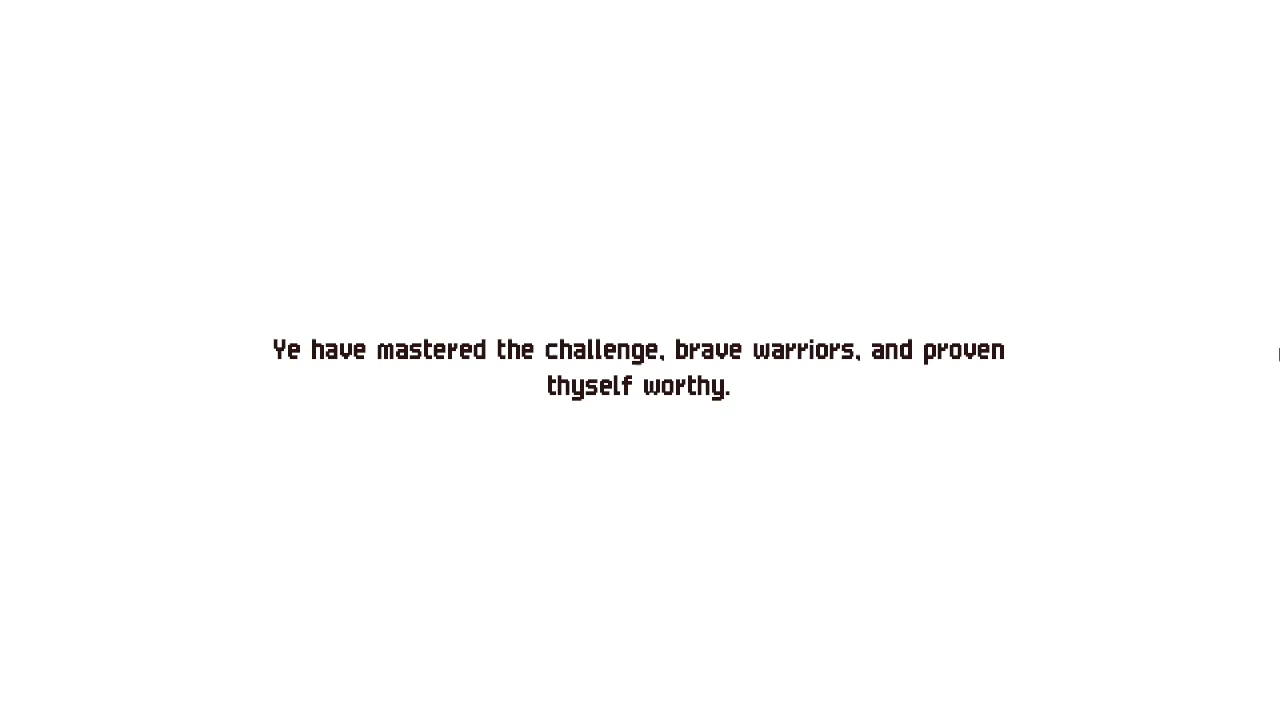 Ye have mastered the challenge, brave warriors, and proven
thyself worthy.